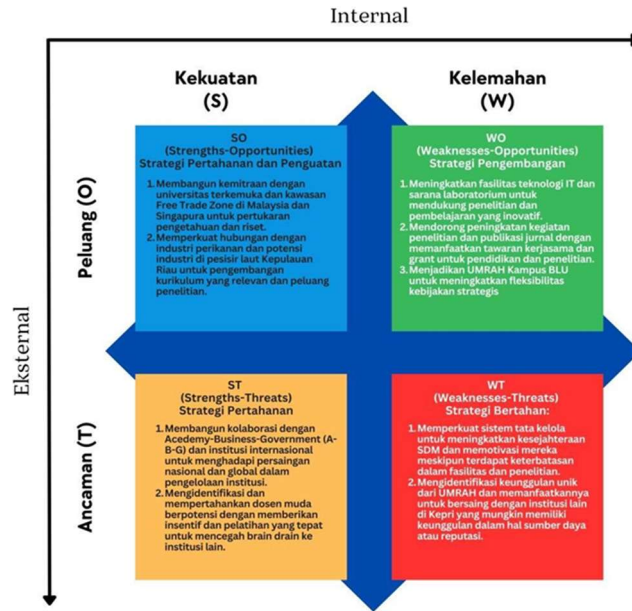 Internal
Kekuatan
(S)
Kelemahan
(W)
Eksternal
Peluang (O)
SO
(Strengths-Opportunities)
Strategi Pertahanan dan Penguatan
1. Membangun kemitraan dengan
universitas terkemuka dan kawasan
Free Trade Zone di Malaysia dan
Singapura untuk pertukaran
pengetahuan dan riset.
2. Memperkuat hubungan dengan
industri perikanan dan potensi
industri di pesisir laut Kepulauan
Riau untuk pengembangan
kurikulum yang relevan dan peluang
penelitian.
WO
(Weaknesses-Opportunities)
Strategi Pengembangan
1. Meningkatkan fasilitas teknologi IT dan
sarana laboratorium untuk
mendukung penelitian dan
pembelajaran yang inovatif.
2. Mendorong peningkatan kegiatan
penelitian dan publikasi jurnal dengan
memanfaatkan tawaran kerjasama dan
grant untuk pendidikan dan penelitian.
3. Menjadikan UMRAH Kampus BLU
untuk meningkatkan fleksibilitas
kebijakan strategis
Ancaman (T)
ST
(Strengths-Threats)
Strategi Pertahanan
1. Membangun kolaborasi dengan
Acedemy-Business-Government (A-
B-G) dan institusi internasional
untuk menghadapi persaingan
nasional dan global dalam
pengelolaan institusi.
2. Mengidentifikasi dan
mempertahankan dosen muda
berpotensi dengan memberikan
insentif dan pelatihan yang tepat
untuk mencegah brain drain ke
institusi lain.
WT
(Weaknesses-Threats)
Strategi Bertahan:
1. Memperkuat sistem tata kelola
untuk meningkatkan kesejahteraan
SDM dan memotivasi mereka
meskipun terdapat keterbatasan
dalam fasilitas dan penelitian.
2. Mengidentifikasi keunggulan unik
dari UMRAH dan memanfaatkannya
untuk bersaing dengan institusi lain
di Kepri yang mungkin memiliki
keunggulan dalam hal sumber daya
atau reputasi.